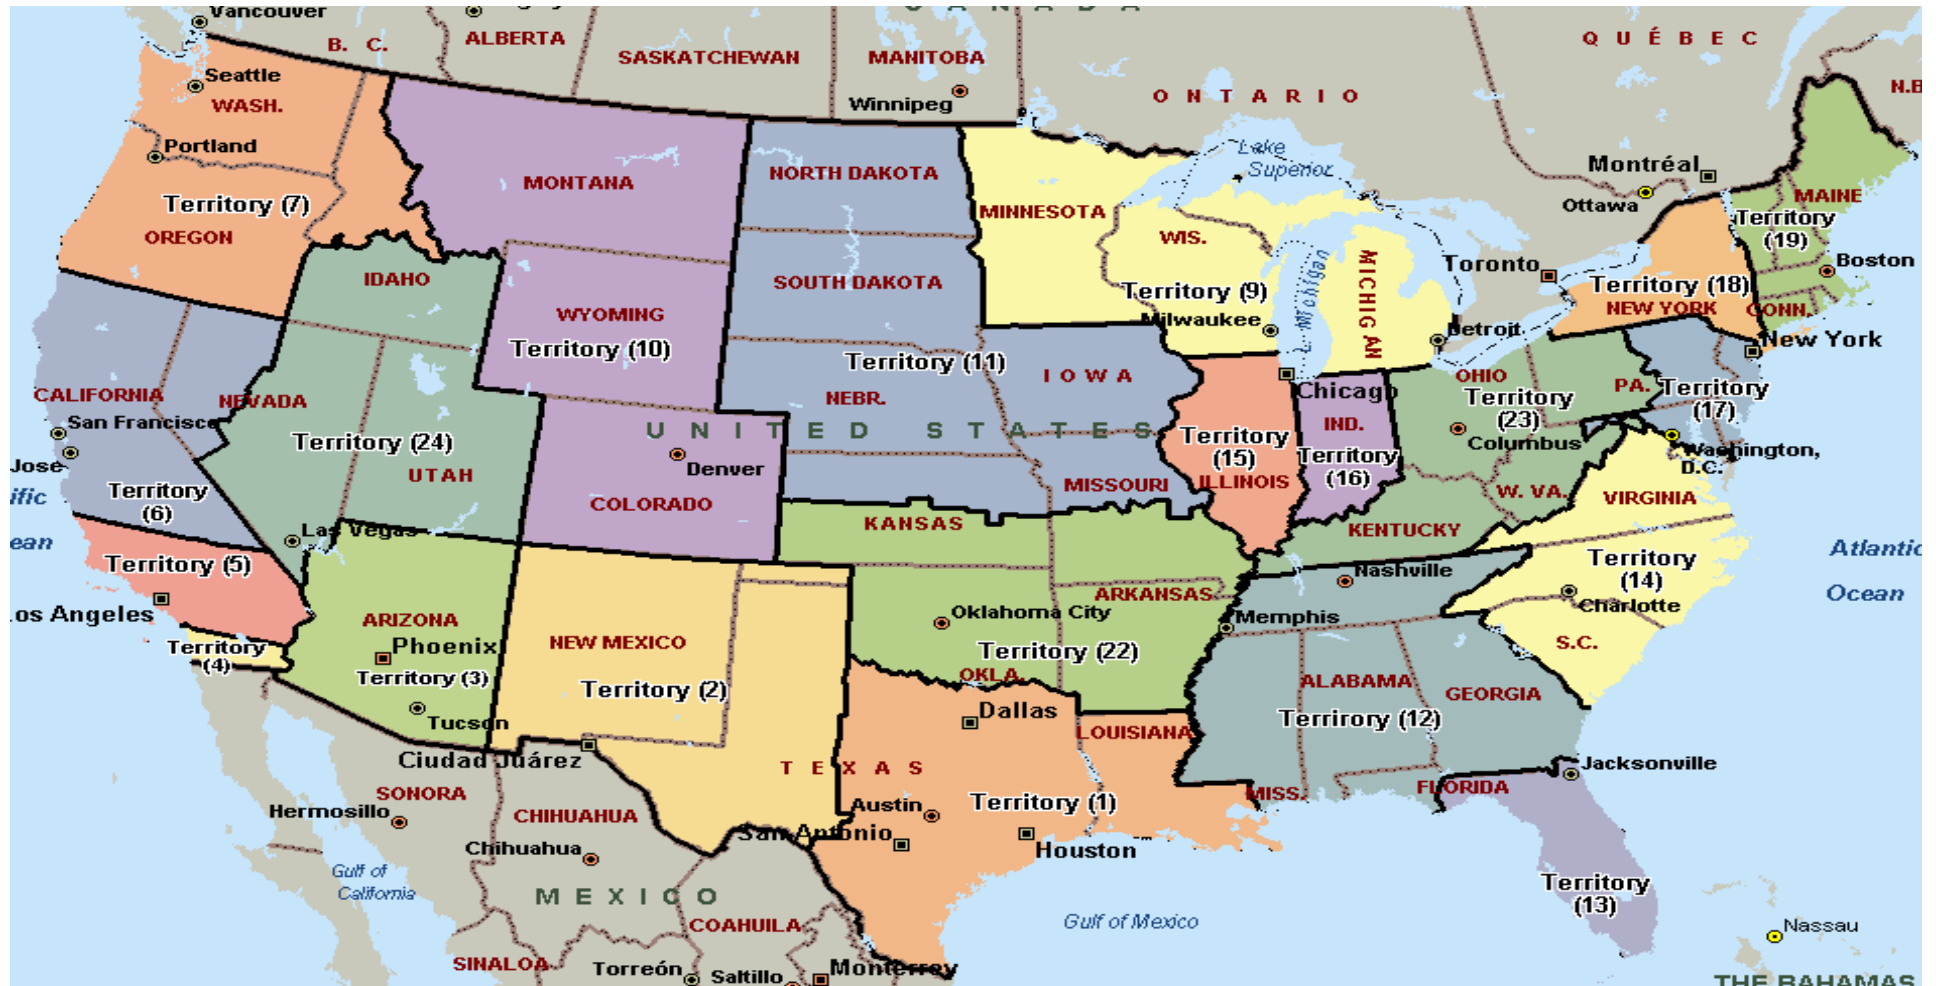 Vancouver
B. C.
ALBERTA
SASKATCHEWAN
MANITOBA
Winnipeg
ONTARIO
QUÉBEC
N.B
CANADA
Seattle
WASH.
Portland
Territory (7)
OREGON
MONTANA
NORTH DAKOTA
MINNESOTA
Lake
Superior
Montréal
Ottawa
MAINE
Territory
(19)
Boston
IDAHO
WYOMING
Territory (10)
SOUTH DAKOTA
WIS.
Territory (9)
Milwaukee
L. Michigan
MICHIGAN
Detroit
Toronto
Territory (18)
NEW YORK
CONN.
New York
CALIFORNIA
NEVADA
San Francisco
Jose
Territory (24)
UTAH
Territory
(6)
Territory (11)
NEBR.
IOWA
UNITED STATES
Denver
COLORADO
Chicago
Territory
(15)
ILLINOIS
IND.
Territory
(16)
OHIO
Territory
(23)
Columbus
PA.
Territory
(17)
Washington,
D.C.
MISSOURI
W. VA.
VIRGINIA
KENTUCKY
ific
ean
Las Vegas
Territory (5)
os Angeles
Territory
(4)
KANSAS
ARIZONA
Phoenix
Territory (3)
Tucson
NEW MEXICO
Territory (2)
Oklahoma City
ARKANSAS
Territory (22)
OKLA.
Nashville
Memphis
Territory
(14)
Charlotte
S.C.
Atlantic
Ocean
Dallas
LOUISIANA
ALABAMA
GEORGIA
Terrirory (12)
Ciudad Juárez
TEXAS
Austin
Territory (1)
San Antonio
Houston
MISS.
FLORIDA
Jacksonville
SONORA
Hermosillo
CHIHUAHUA
Chihuahua
Gulf of
California
MEXICO
COAHUILA
Gulf of Mexico
Territory
(13)
Nassau
SINALOA
Torreón
Saltillo
Monterrey
THE BAHAMAS